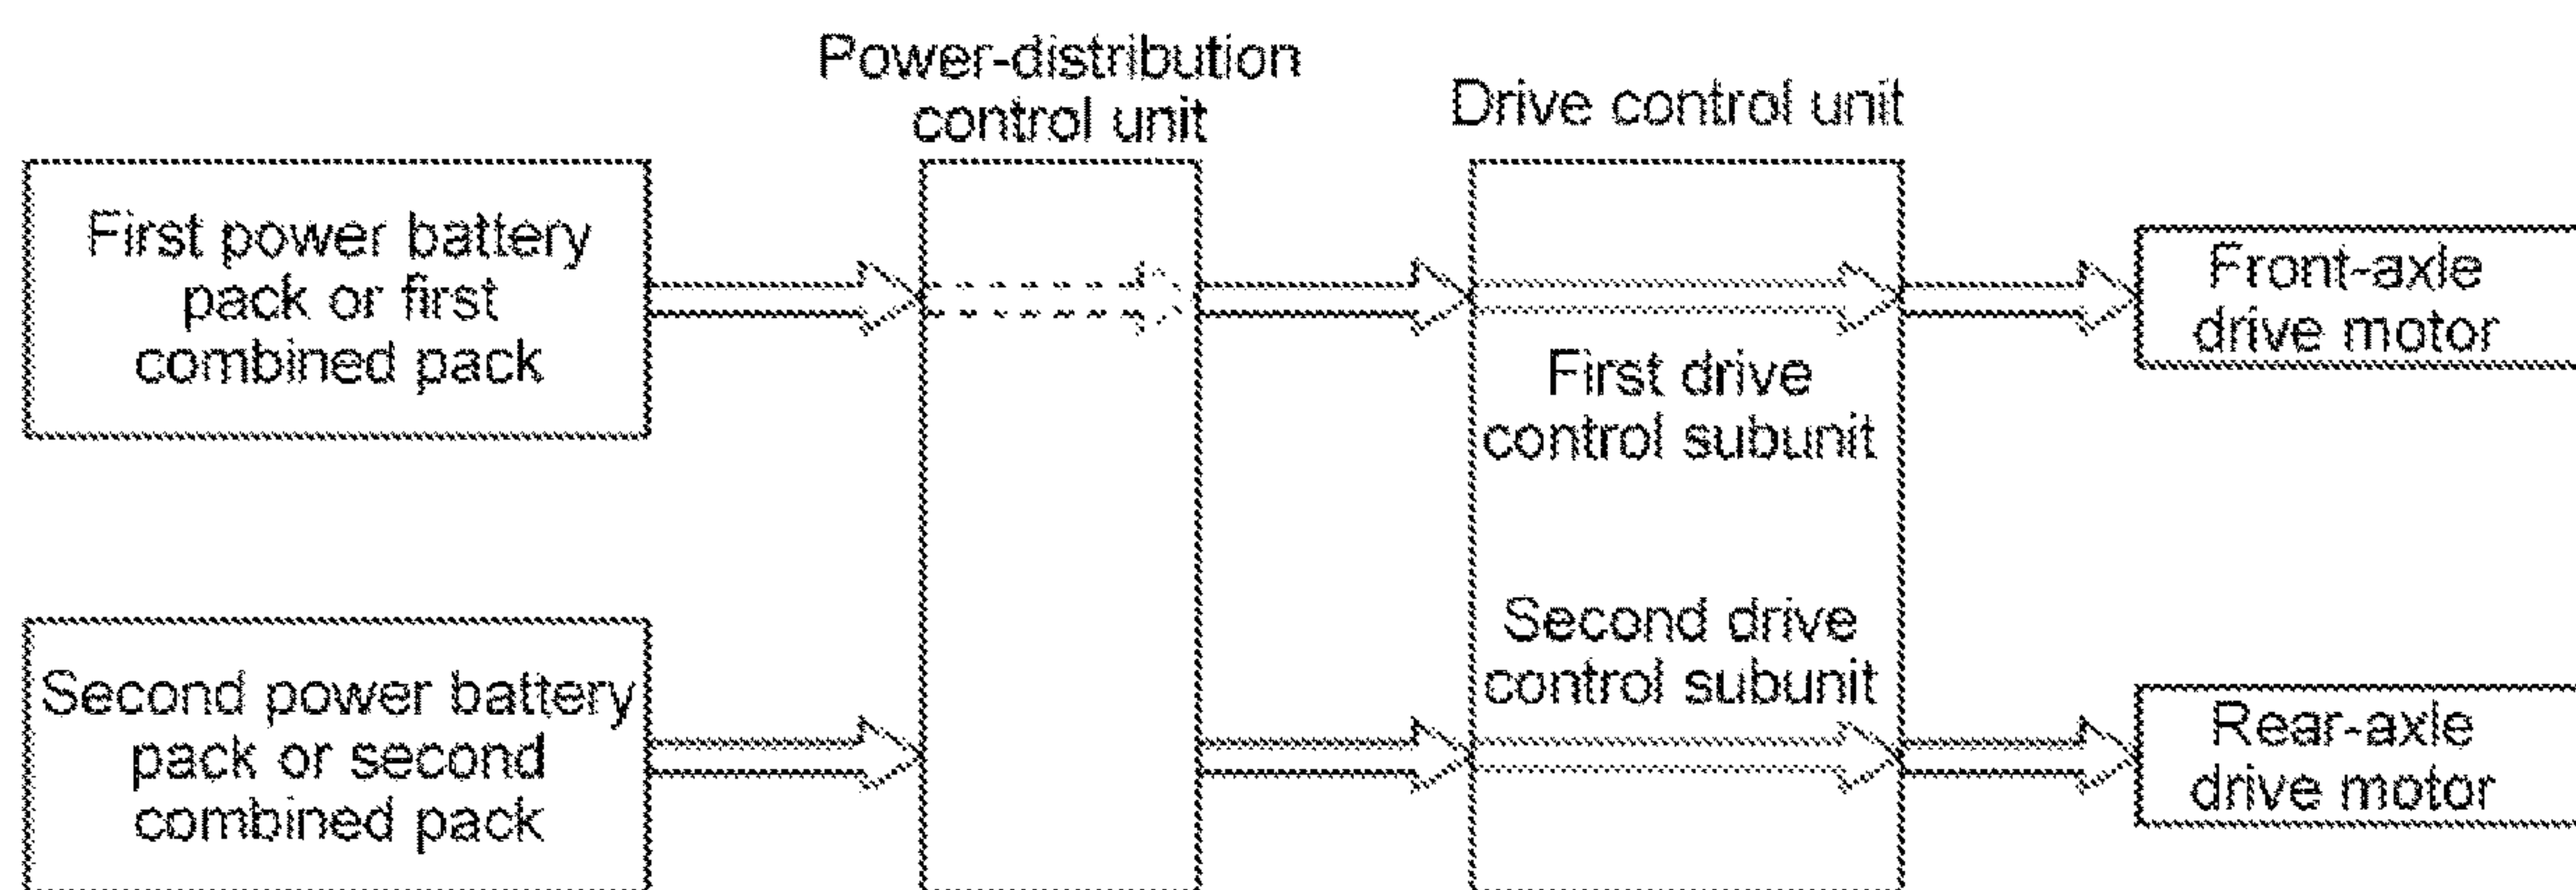 Power-distribution
control unit
Drive control unit
First power battery
pack or first
combined pack
Front-axle
drive motor
First drive
control subunit
Second drive
control subunit
Second power battery
pack or second
combined pack
Rear-axle
drive motor